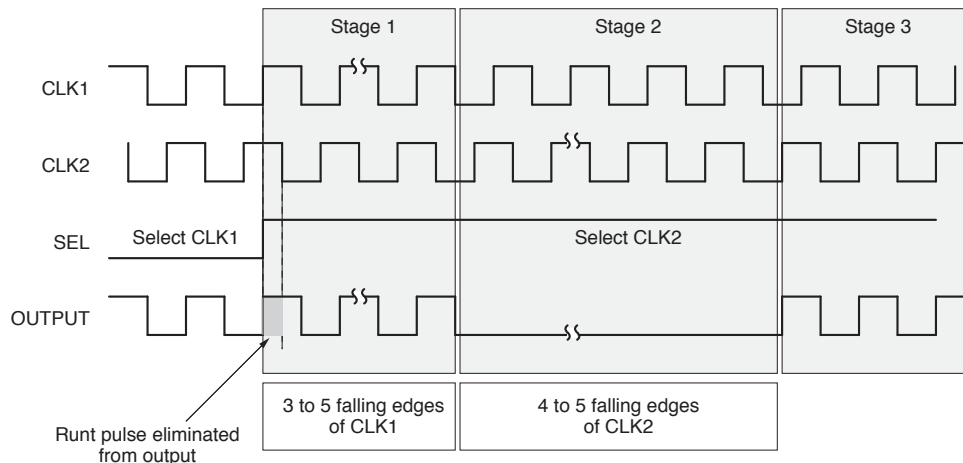 Stage 1
Stage 2
Stage 3
CLK1
CLK2
SEL
Select CLK1
Select CLK2
OUTPUT
3 to 5 falling edges
of CLK1
4 to 5 falling edges
of CLK2
Runt pulse eliminated
from output